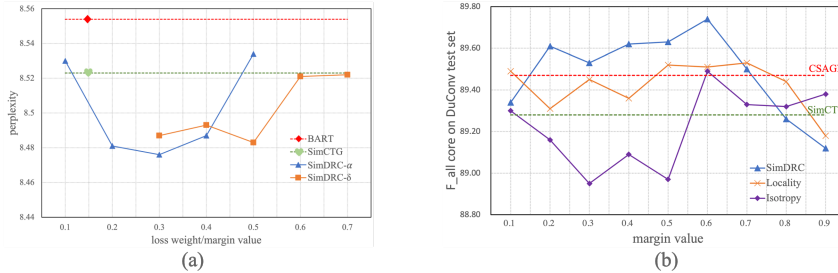 8.56
8.54
8.52
8.5
8.48
8.46
8.44
perplexity
0.1 0.2 0.3 0.4 0.5 0.6 0.7
loss weight/margin value
BART
SimCTG
SimDRC-α
SimDRC-δ
(a)
89.80
89.60
89.40
89.20
89.00
88.80
F_all core on DuConv test set
CSAG
SimCT
SimDRC
Locality
Isotropy
0.1 0.2 0.3 0.4 0.5 0.6 0.7 0.8 0.9
margin value
(b)